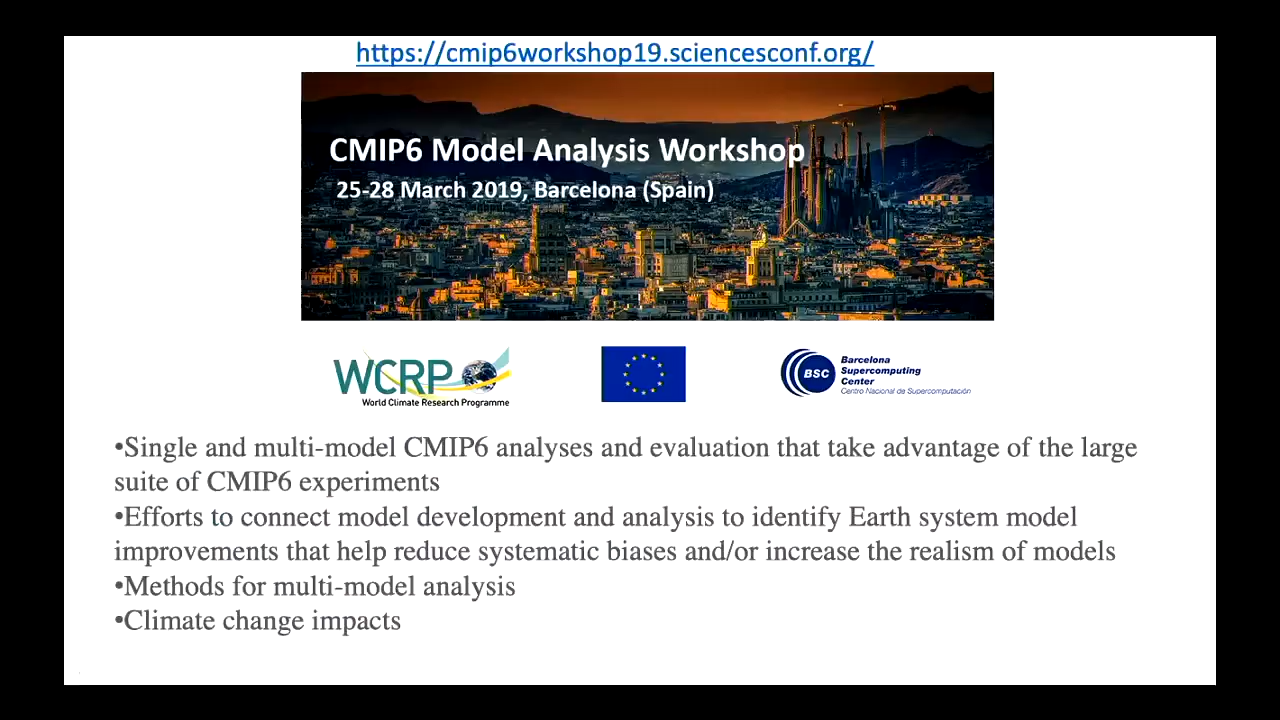 https://cmip6workshop19.sciencesconf.org/
CMIP6 Model Analysis Workshop
25-28 March 2019, Barcelona (Spain)
WCRP
World Climate Research Programme
BSC
Barcelona
Supercomputing
Center
Centro Nacional de Supercomputación
•Single and multi-model CMIP6 analyses and evaluation that take advantage of the large
suite of CMIP6 experiments
•Efforts to connect model development and analysis to identify Earth system model
improvements that help reduce systematic biases and/or increase the realism of models
•Methods for multi-model analysis
•Climate change impacts